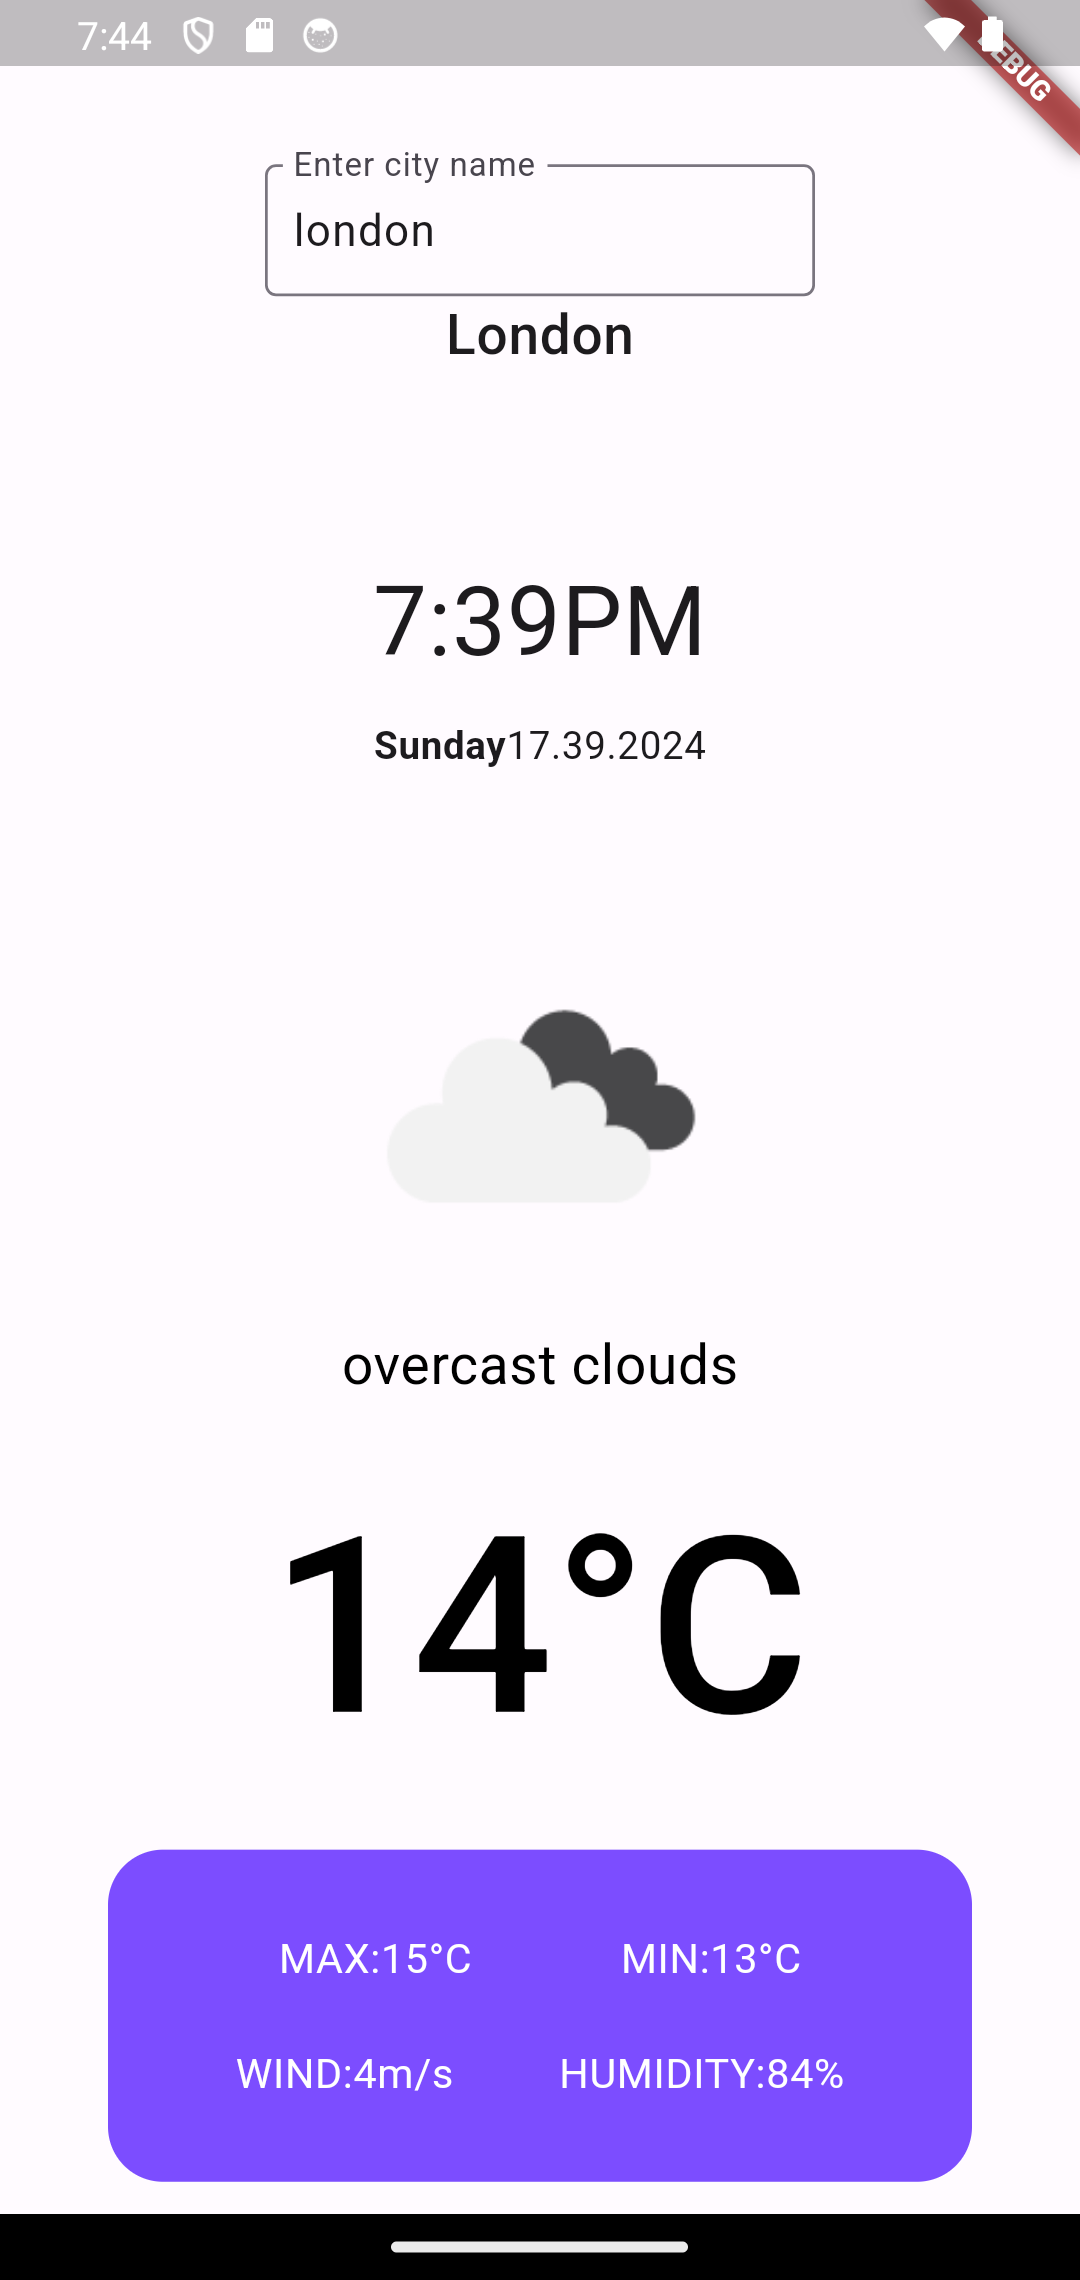 7:44
DEBUG
Enter city name
london
London
7:39PM
Sunday17.39.2024
overcast clouds
14°C
MAX:15°C MIN:13°C
WIND:4m/s HUMIDITY:84%